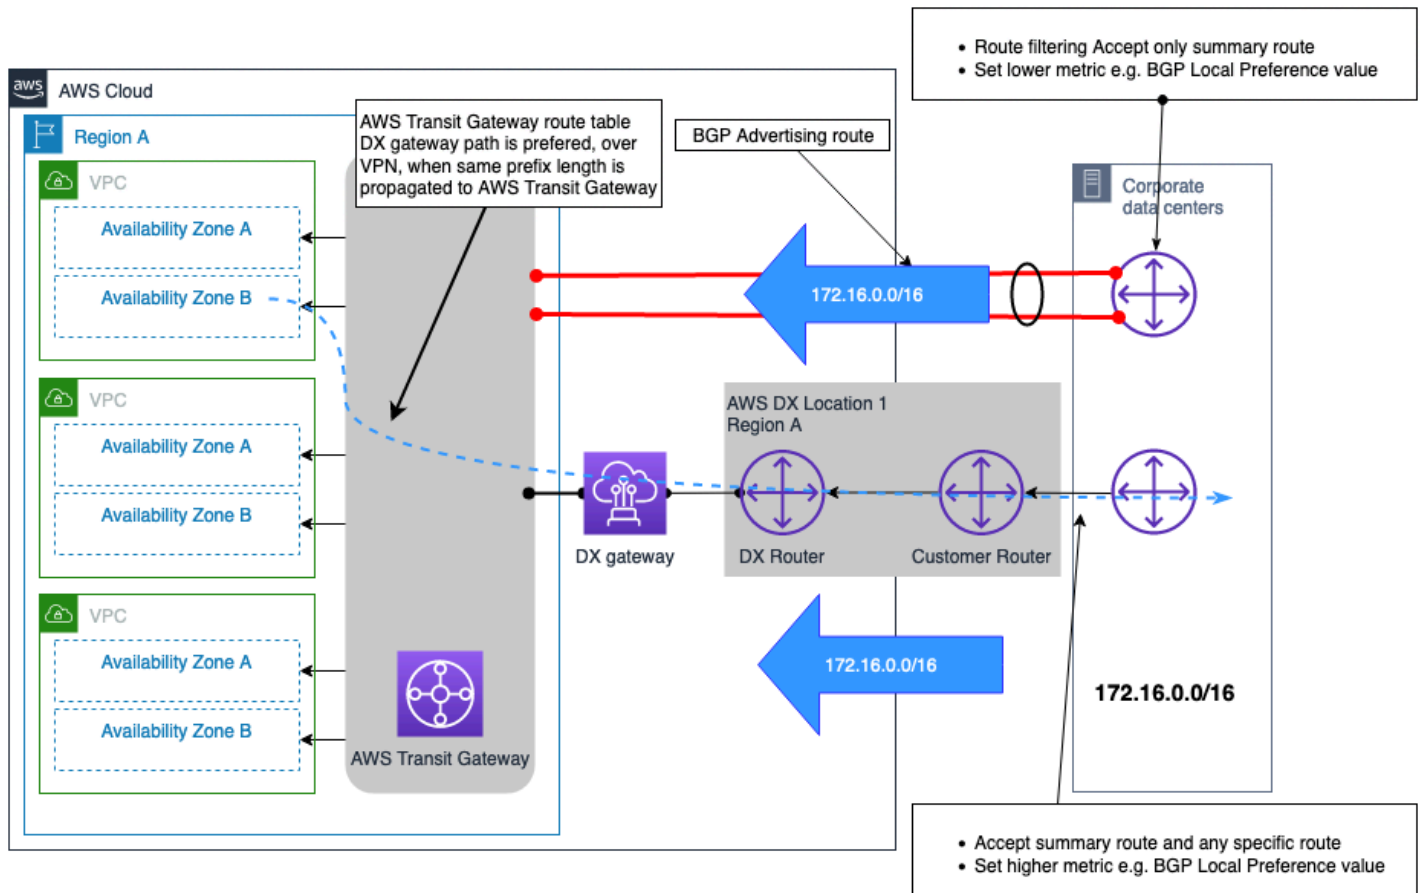 • Route filtering Accept only summary route
• Set lower metric e.g. BGP Local Preference value
aws
AWS Cloud
Region A
AWS Transit Gateway route table
DX gateway path is prefered, over
VPN, when same prefix length is
propagated to AWS Transit Gateway
BGP Advertising route
VPC
Availability Zone A
Availability Zone B
Corporate
data centers
172.16.0.0/16
VPC
Availability Zone A
Availability Zone B
AWS DX Location 1
Region A
DX gateway
DX Router
Customer Router
VPC
Availability Zone A
Availability Zone B
AWS Transit Gateway
172.16.0.0/16
172.16.0.0/16
• Accept summary route and any specific route
• Set higher metric e.g. BGP Local Preference value